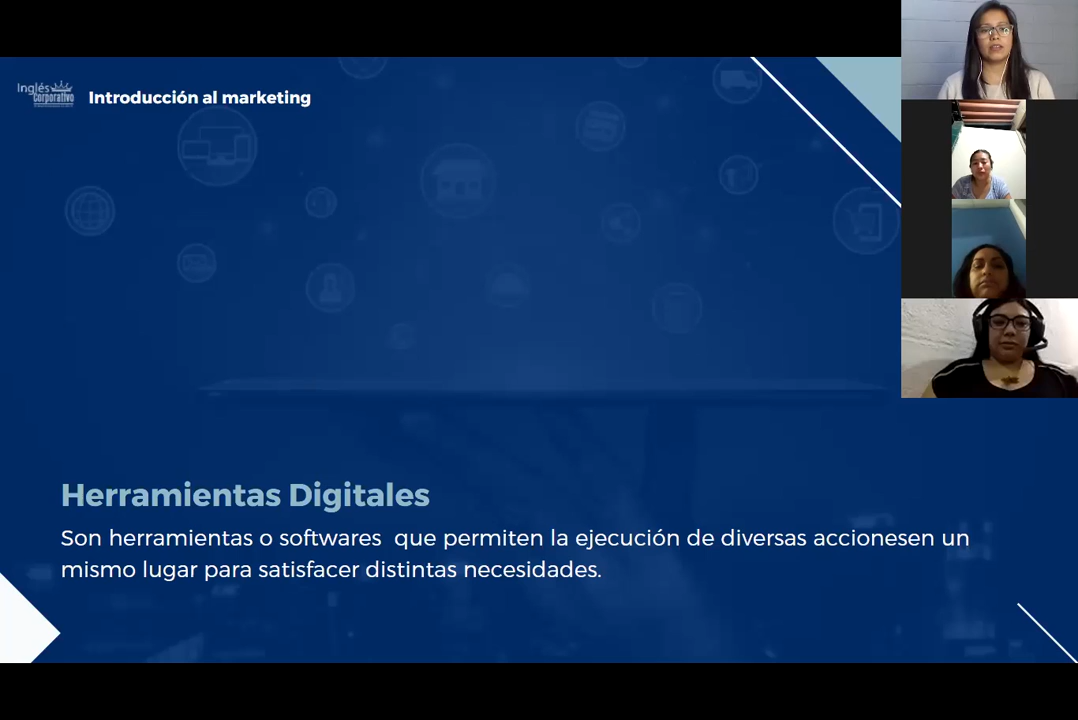 Inglés
corporativo
Introducción al marketing
Herramientas Digitales
Son herramientas o softwares  que permiten la ejecución de diversas accionesen un
mismo lugar para satisfacer distintas necesidades.